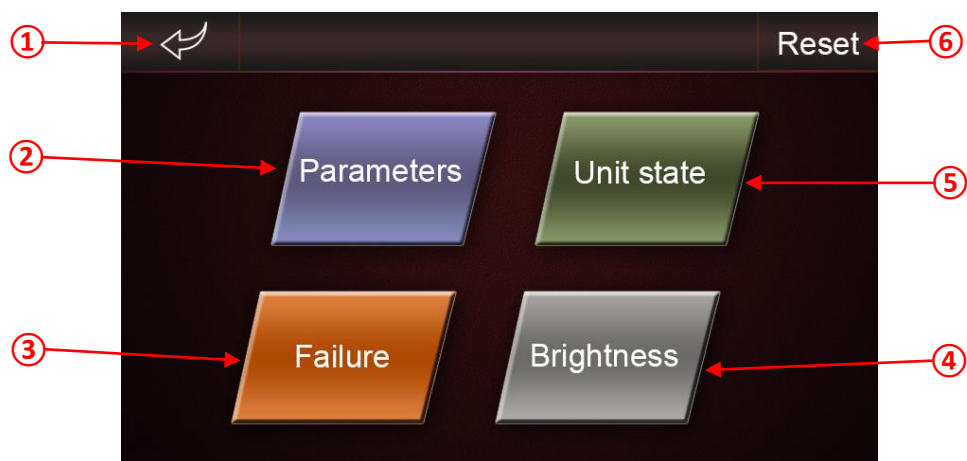 ① Reset ⑥
② Parameters Unit state ⑤
③ Failure Brightness ④